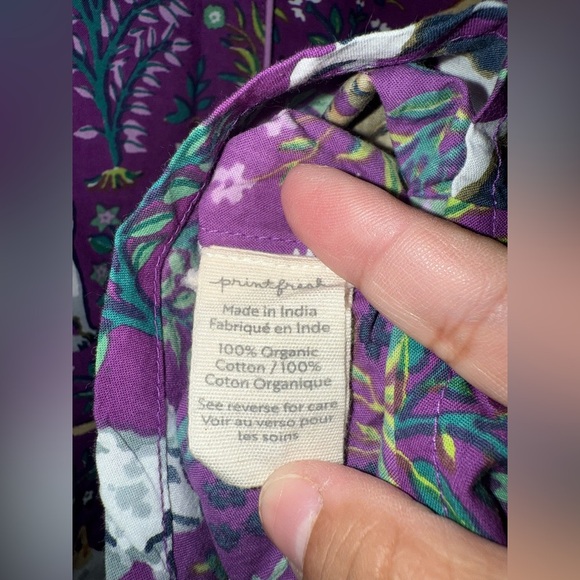 printfresh
Made in India
Fabriqué en Inde
100% Organic
Cotton / 100%
Coton Organique
See reverse for care
Voir au verso pour
les soins